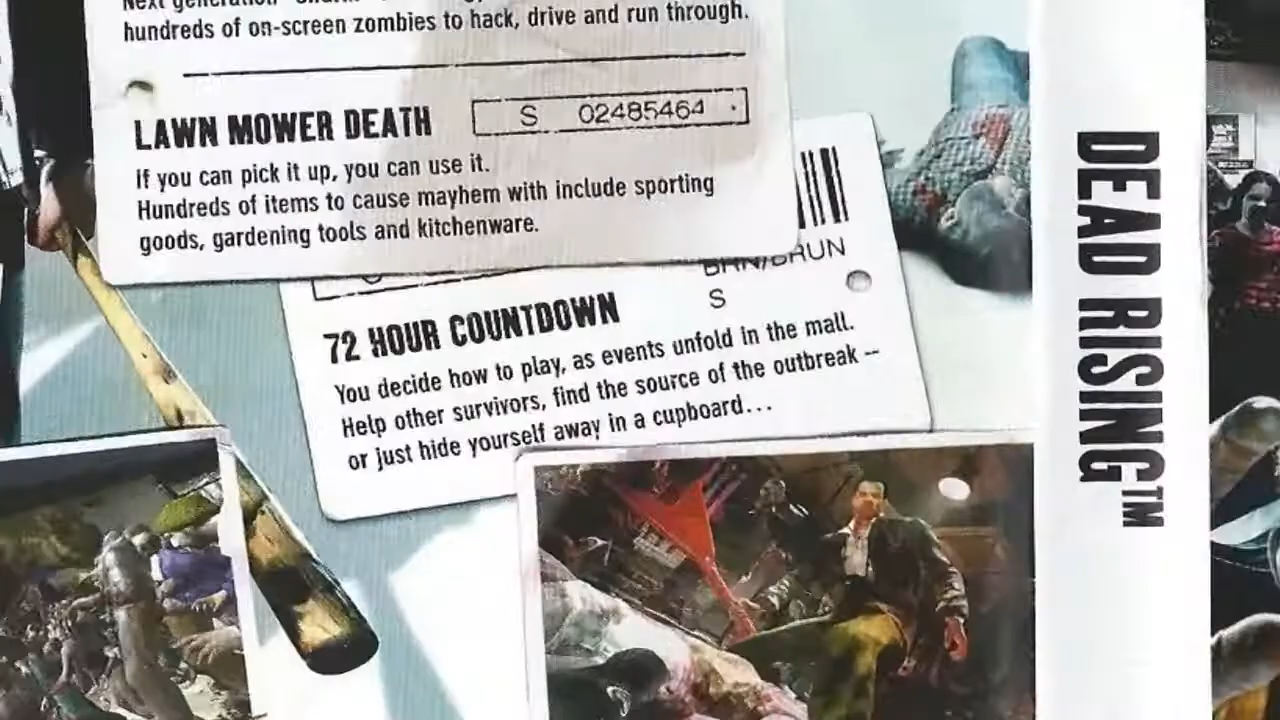 hundreds of on-screen zombies to hack, drive and run through.
LAWN MOWER DEATH
S 02485464
If you can pick it up, you can use it.
Hundreds of items to cause mayhem with include sporting
goods, gardening tools and kitchenware.
BRN/BRUN
S
72 HOUR COUNTDOWN
You decide how to play, as events unfold in the mall.
Help other survivors, find the source of the outbreak --
or just hide yourself away in a cupboard...
DEAD RISING™